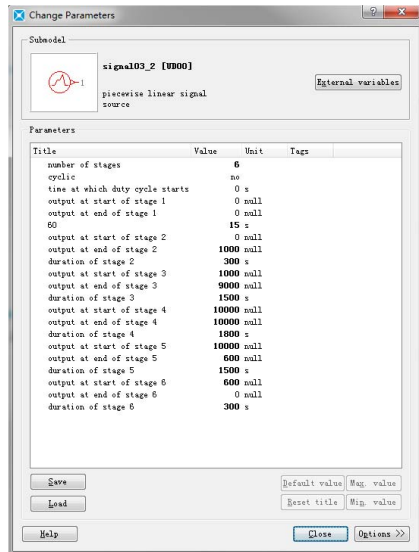 Change Parameters
Submodel
signal03_2 [UD00]
piecewise linear signal
source
External variables
Parameters
Title Value Unit Tags
number of stages 6
cyclic no
time at which duty cycle starts 0 s
output at start of stage 1 0 null
output at end of stage 1 0 null
60 15 s
output at start of stage 2 0 null
output at end of stage 2 1000 null
duration of stage 2 300 s
output at start of stage 3 1000 null
output at end of stage 3 9000 null
duration of stage 3 1500 s
output at start of stage 4 10000 null
output at end of stage 4 10000 null
duration of stage 4 1800 s
output at start of stage 5 10000 null
output at end of stage 5 600 null
duration of stage 5 1500 s
output at start of stage 6 600 null
output at end of stage 6 0 null
duration of stage 6 300 s
Save Default value Max. value
Load Reset title Min. value
Help Close Options >>